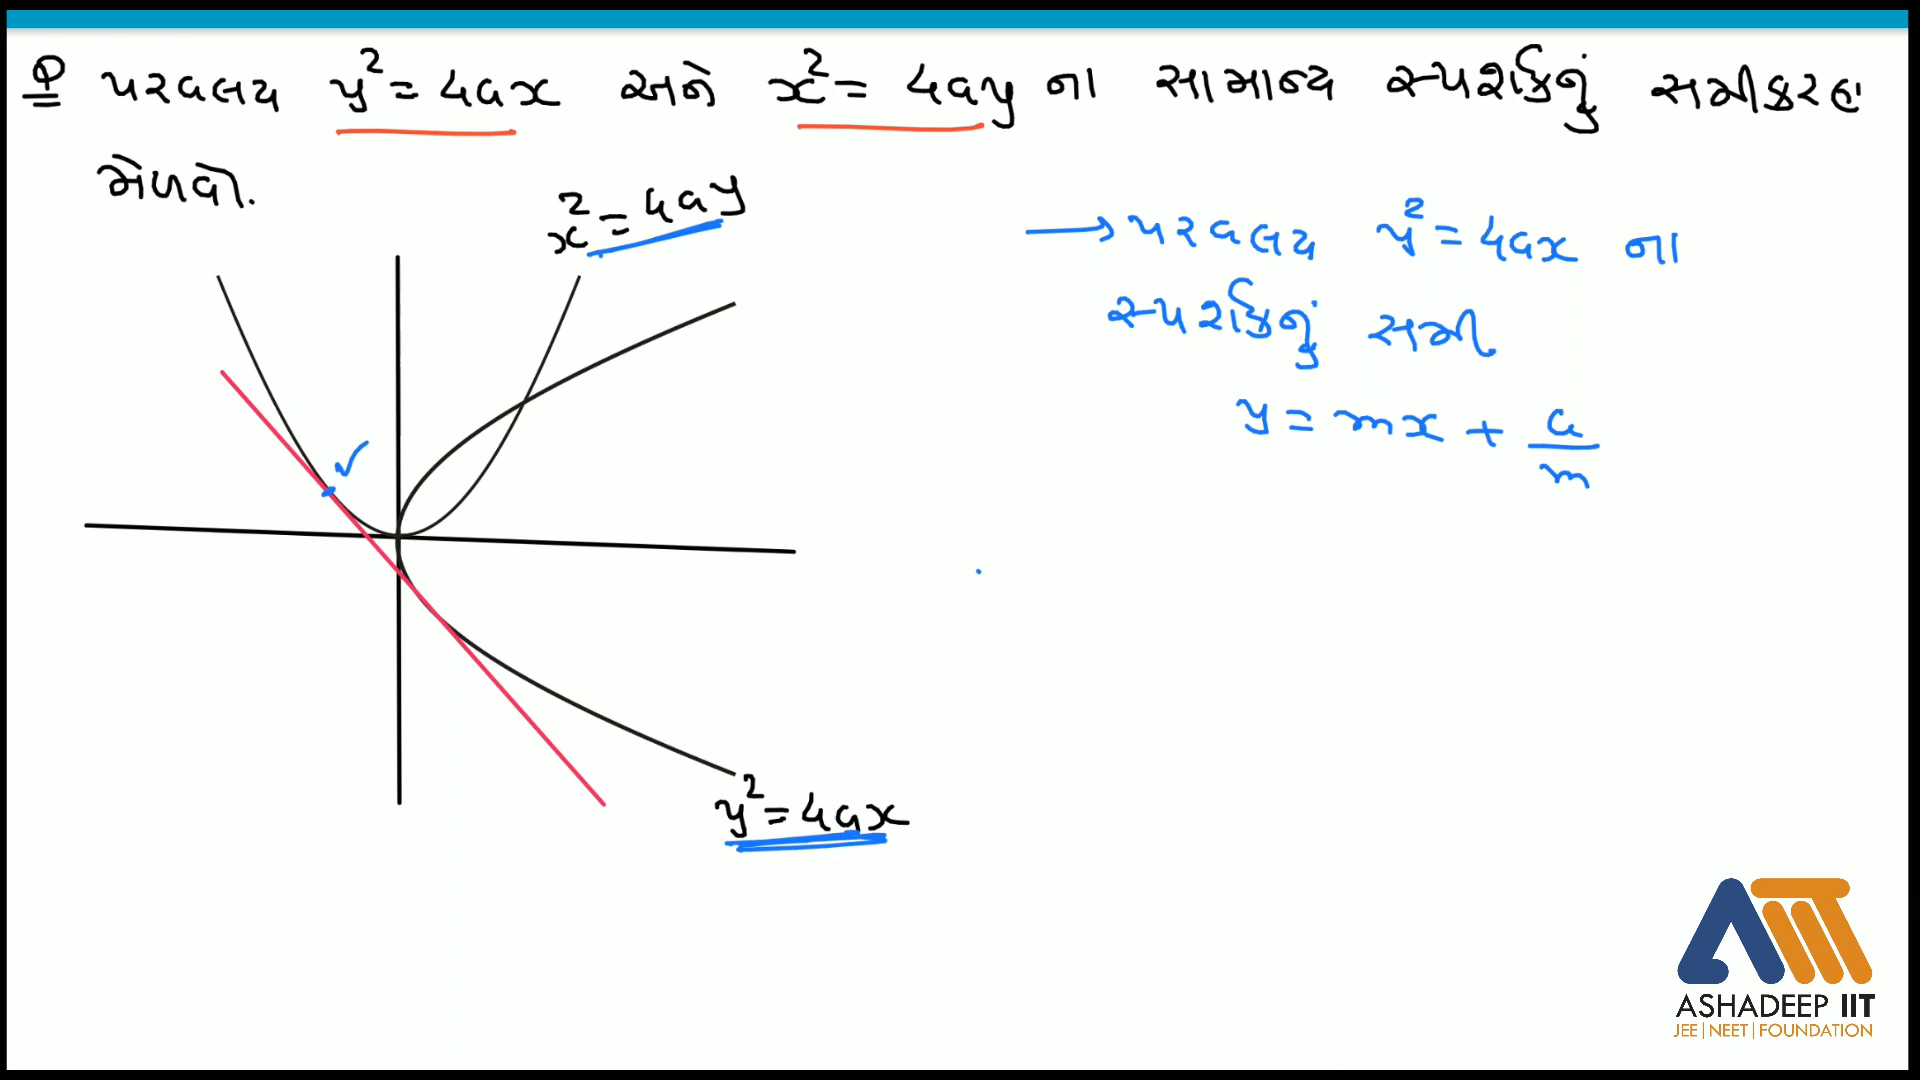 Q પરવલય y²=4ax અને x²=4ay ના સામાન્ય સ્પર્શકનું સમીકરણ
મેળવો.
x²=4ay
→ પરવલય y²=4ax ના
સ્પર્શકનું સમી
y = mx + a/m
y²=4ax
ASHADEEP IIT
JEE | NEET | FOUNDATION